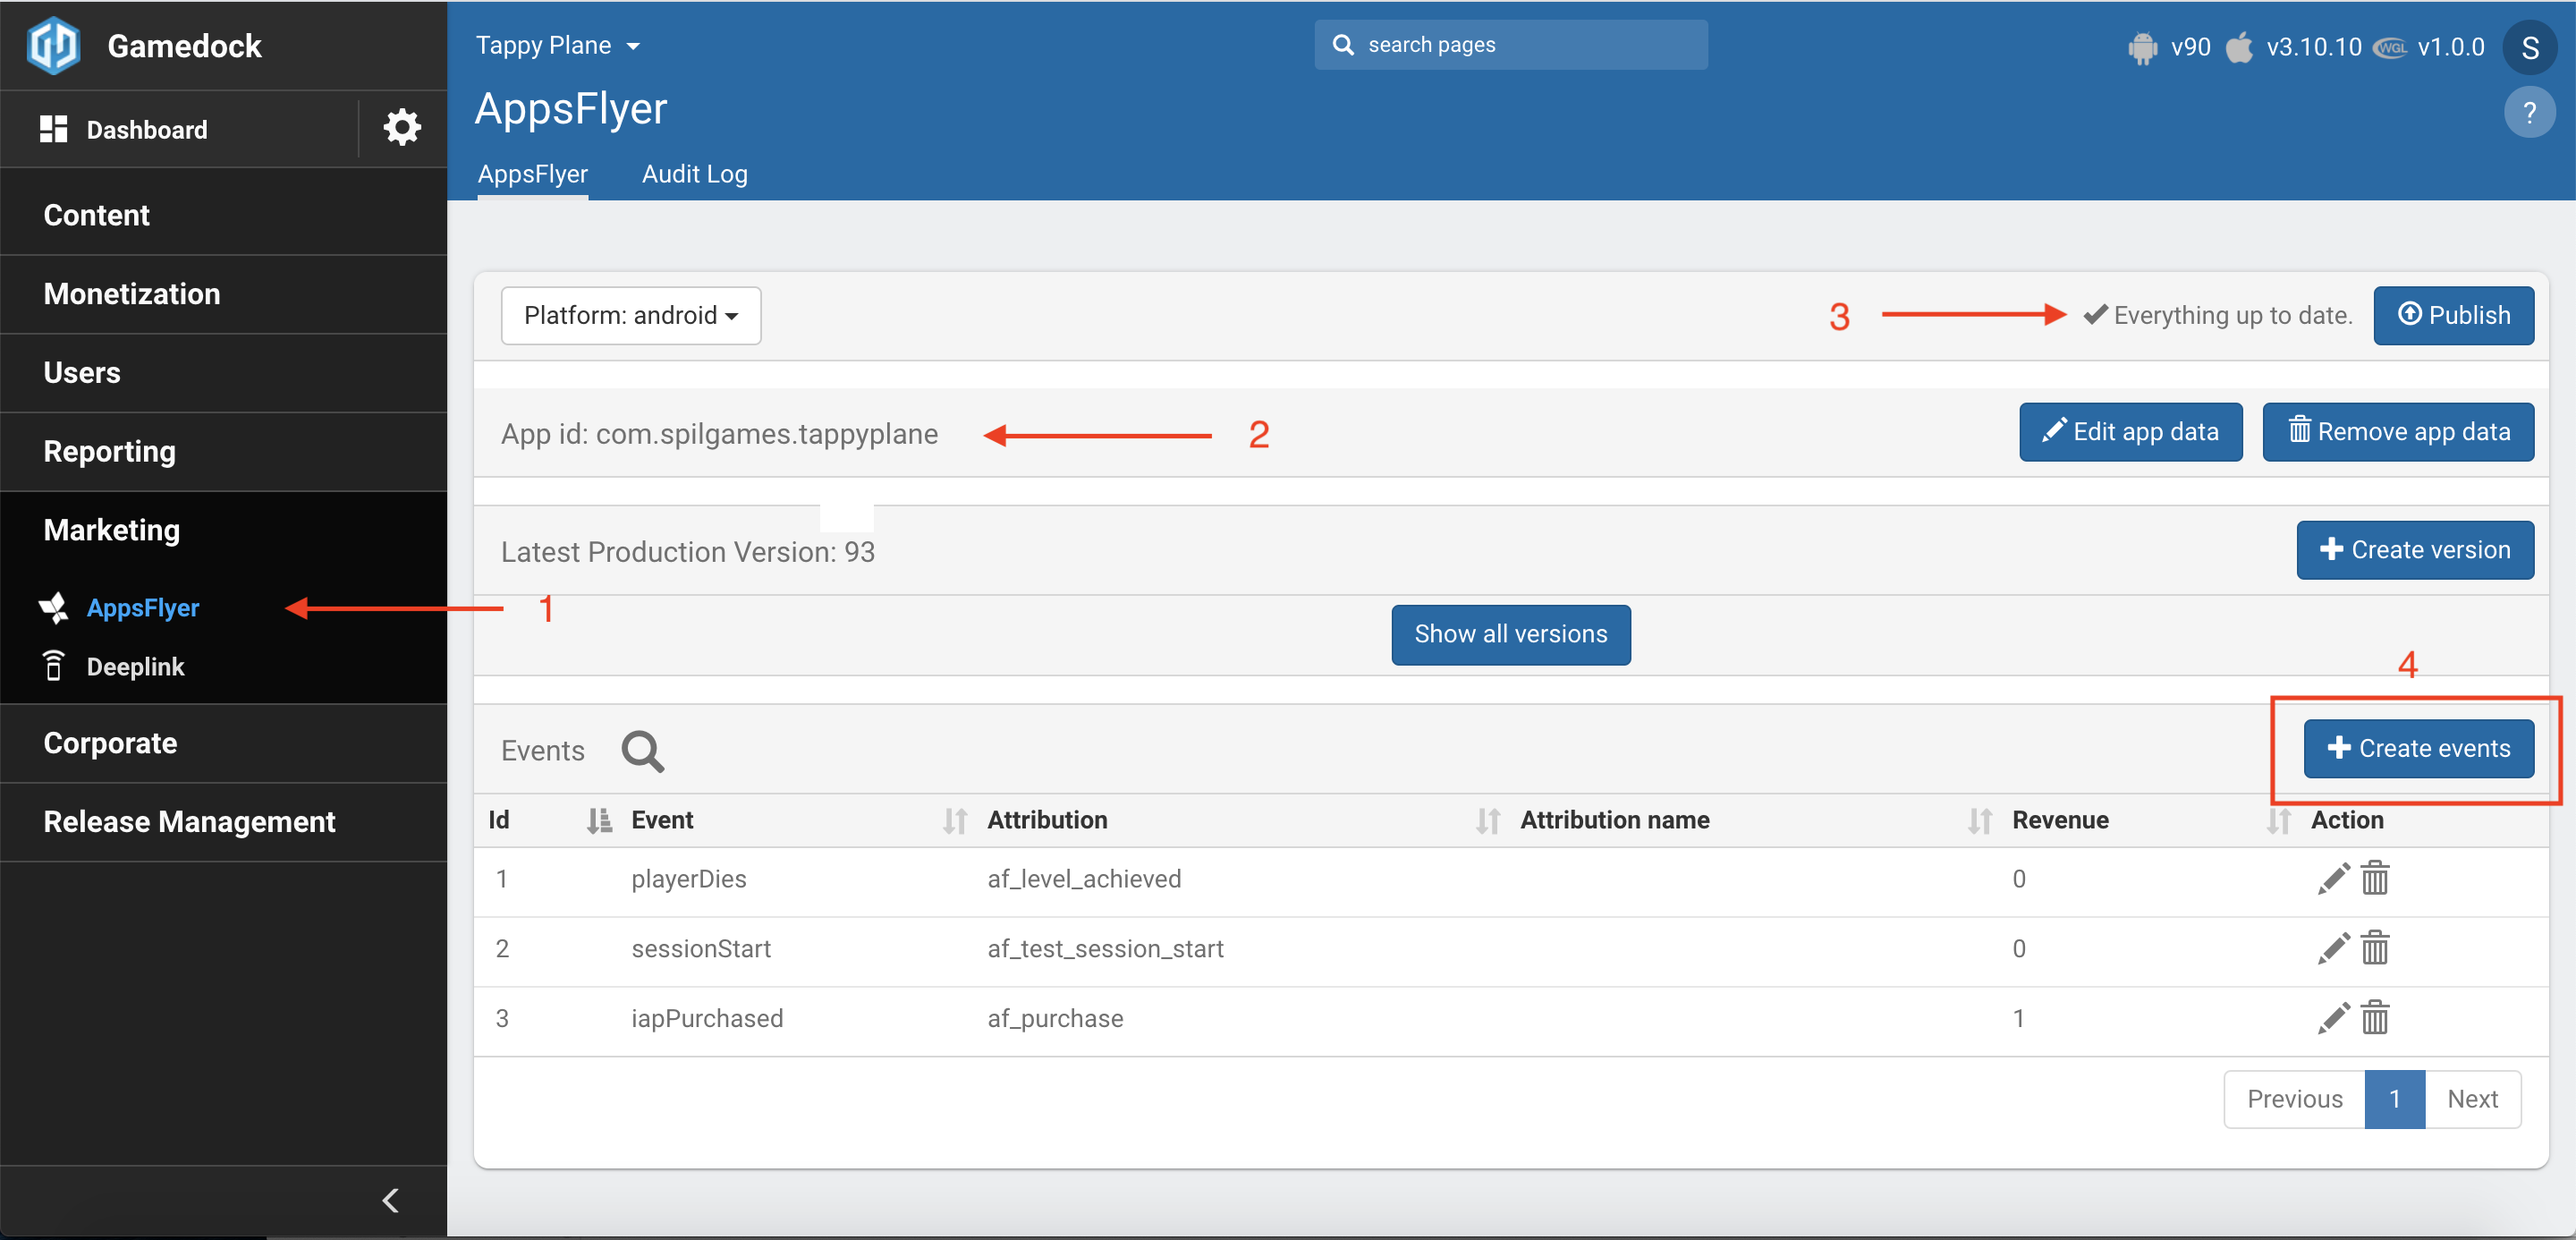 Gamedock
Tappy Plane
search pages
v90 v3.10.10 WGL v1.0.0 S
Dashboard
AppsFlyer
?
AppsFlyer Audit Log
Content
Monetization
Users
Reporting
Marketing
AppsFlyer
Deeplink
Corporate
Release Management
Platform: android
3
Everything up to date.
Publish
App id: com.spilgames.tappyplane
2
Edit app data
Remove app data
Latest Production Version: 93
Create version
1
Show all versions
4
Events
Create events
Id Event Attribution Attribution name Revenue Action
1 playerDies af_level_achieved 0
2 sessionStart af_test_session_start 0
3 iapPurchased af_purchase 1
Previous 1 Next